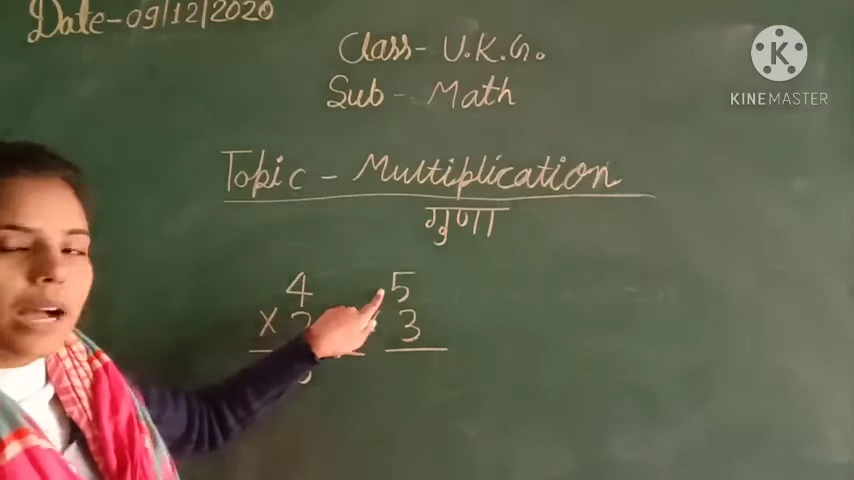 Date-09/12/2020
Class- U.K.G.
Sub - Math
K
KINEMASTER
Topic - Multiplication
गुणा
4 5
X 3